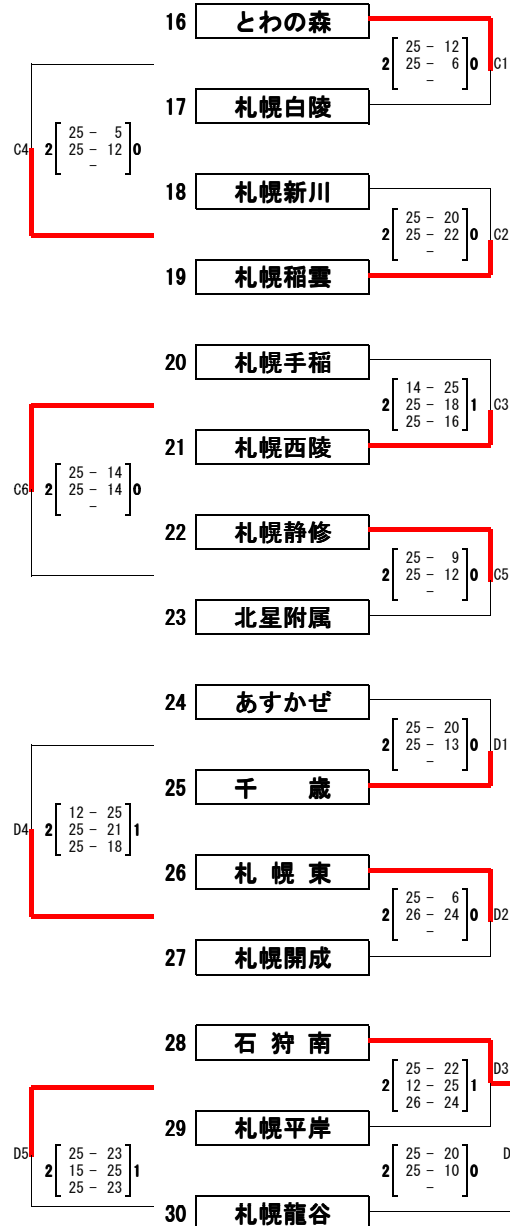 16 とわの森
2 25 - 12 0 C1
25 - 6
-
17 札幌白陵
C4 2 25 - 5 0
25 - 12
-
18 札幌新川
2 25 - 20 0 C2
25 - 22
-
19 札幌稲雲
20 札幌手稲
2 14 - 25 1 C3
25 - 18
25 - 16
21 札幌西陵
C6 2 25 - 14 0
25 - 14
-
22 札幌静修
2 25 - 9 0 C5
25 - 12
-
23 北星附属
24 あすかぜ
2 25 - 20 0 D1
25 - 13
-
25 千 歳
D4 2 12 - 25 1
25 - 21
25 - 18
26 札 幌 東
2 25 - 6 0 D2
26 - 24
-
27 札幌開成
28 石 狩 南
2 25 - 22 1 D3
12 - 25
26 - 24
29 札幌平岸
D5 2 25 - 23 1
15 - 25
25 - 23
2 25 - 20 0 D
25 - 10
-
30 札幌龍谷